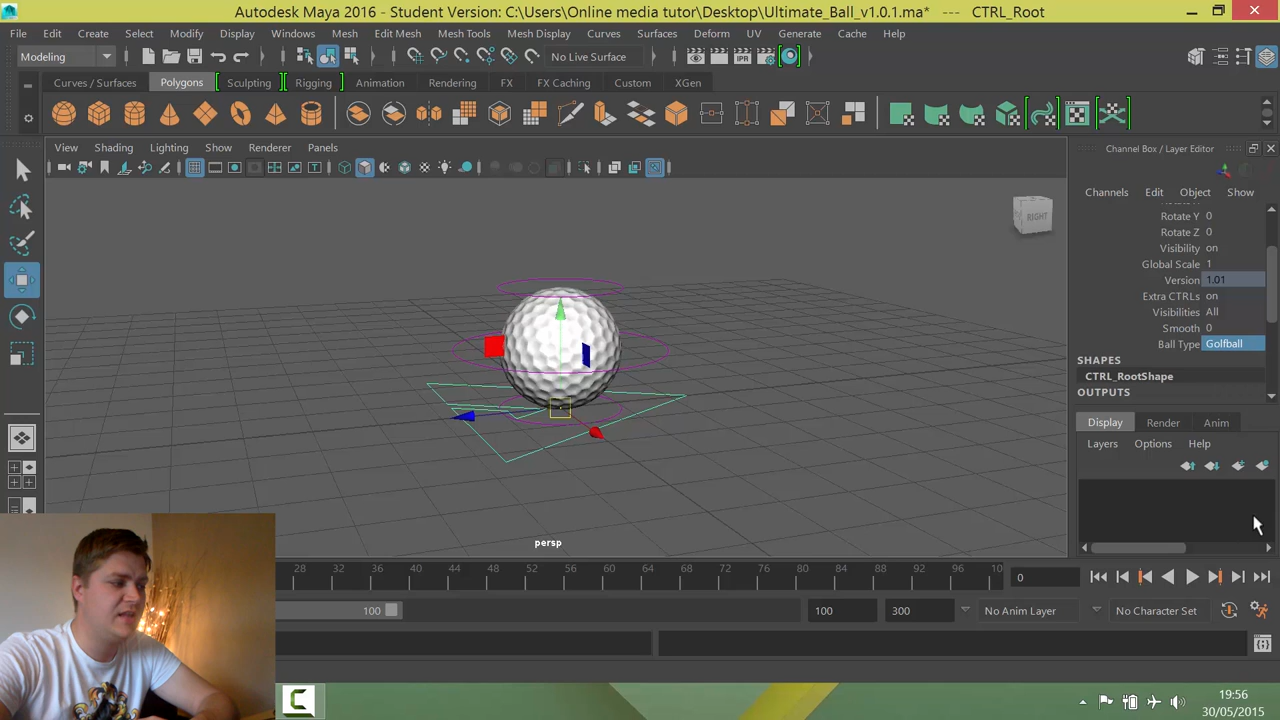 Autodesk Maya 2016 - Student Version: C:\Users\Online media tutor\Desktop\Ultimate_Ball_v1.0.1.ma* --- CTRL_Root
File Edit Create Select Modify Display Windows Mesh Edit Mesh Mesh Tools Mesh Display Curves Surfaces Deform UV Generate Cache Help
Modeling No Live Surface IPR
Curves / Surfaces Polygons Sculpting Rigging Animation Rendering FX FX Caching Custom XGen
View Shading Lighting Show Renderer Panels
Channel Box / Layer Editor
Channels Edit Object Show
RIGHT
Rotate Y 0
Rotate Z 0
Visibility on
Global Scale 1
Version 1.01
Extra CTRLs on
Visibilities All
Smooth 0
Ball Type Golfball
SHAPES
CTRL_RootShape
OUTPUTS
Display Render Anim
Layers Options Help
persp
28 32 36 40 44 48 52 56 60 64 68 72 76 80 84 88 92 96 10
0
100 100 300 No Anim Layer No Character Set
C
19:56
30/05/2015